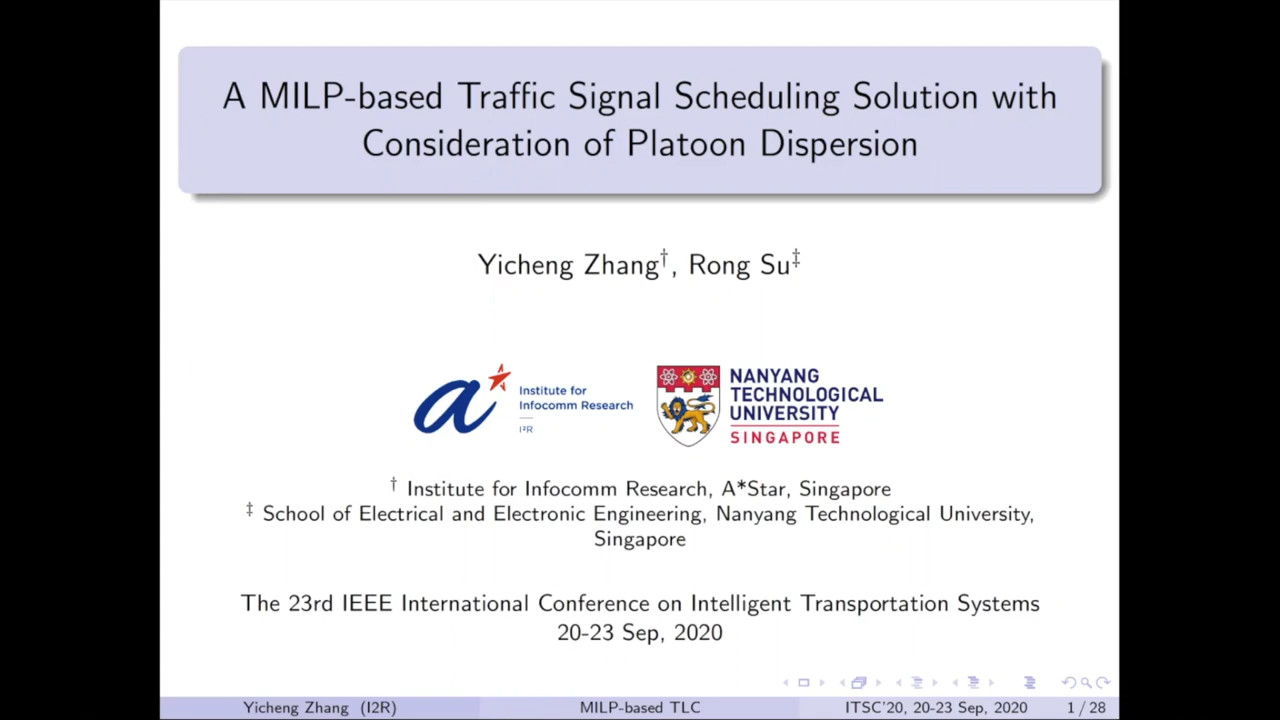 A MILP-based Traffic Signal Scheduling Solution with
Consideration of Platoon Dispersion
Yicheng Zhang†, Rong Su‡
a
Institute for
Infocomm Research
I²R
NANYANG
TECHNOLOGICAL
UNIVERSITY
SINGAPORE
† Institute for Infocomm Research, A*Star, Singapore
‡ School of Electrical and Electronic Engineering, Nanyang Technological University,
Singapore
The 23rd IEEE International Conference on Intelligent Transportation Systems
20-23 Sep, 2020
Yicheng Zhang (I2R) MILP-based TLC ITSC'20, 20-23 Sep, 2020 1 / 28